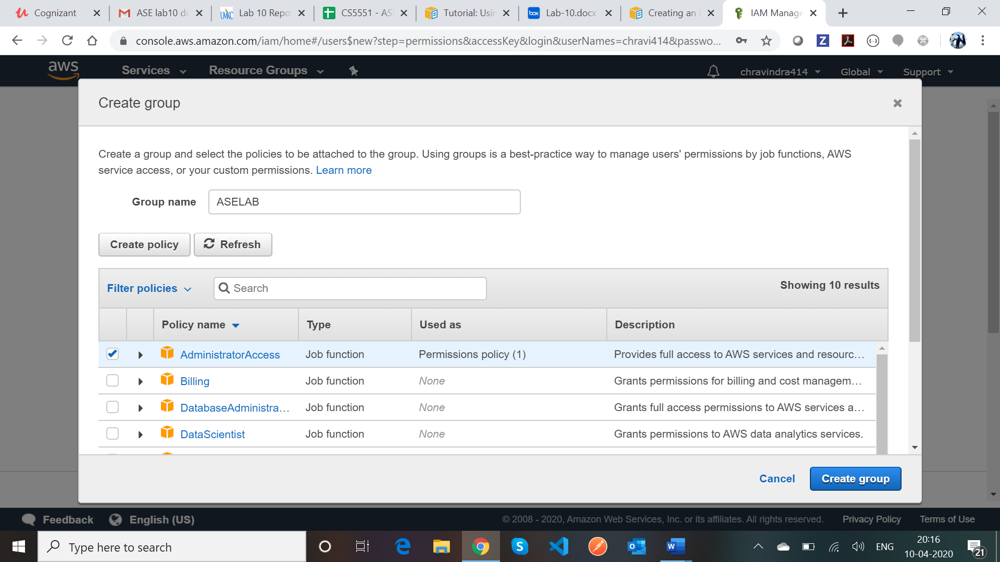 Cognizant
ASE lab10 do
Lab 10 Repo
CS5551 - AS
Tutorial: Usin
box
Lab-10.docx
Creating an
IAM Manage
console.aws.amazon.com/iam/home#/users$new?step=permissions&accessKey&login&userNames=chravi414&passwo...
aws
Services
Resource Groups
chravindra414
Global
Support
Create group
Create a group and select the policies to be attached to the group. Using groups is a best-practice way to manage users' permissions by job functions, AWS
service access, or your custom permissions. Learn more
Group name
ASELAB
Create policy
Refresh
Filter policies
Search
Showing 10 results
Policy name
Type
Used as
Description
AdministratorAccess
Job function
Permissions policy (1)
Provides full access to AWS services and resourc...
Billing
Job function
None
Grants permissions for billing and cost managem...
DatabaseAdministra...
Job function
None
Grants full access permissions to AWS services a...
DataScientist
Job function
None
Grants permissions to AWS data analytics services.
Cancel
Create group
Feedback
English (US)
© 2008 - 2020, Amazon Web Services, Inc. or its affiliates. All rights reserved.
Privacy Policy
Terms of Use
Type here to search
ENG
20:16
10-04-2020
21